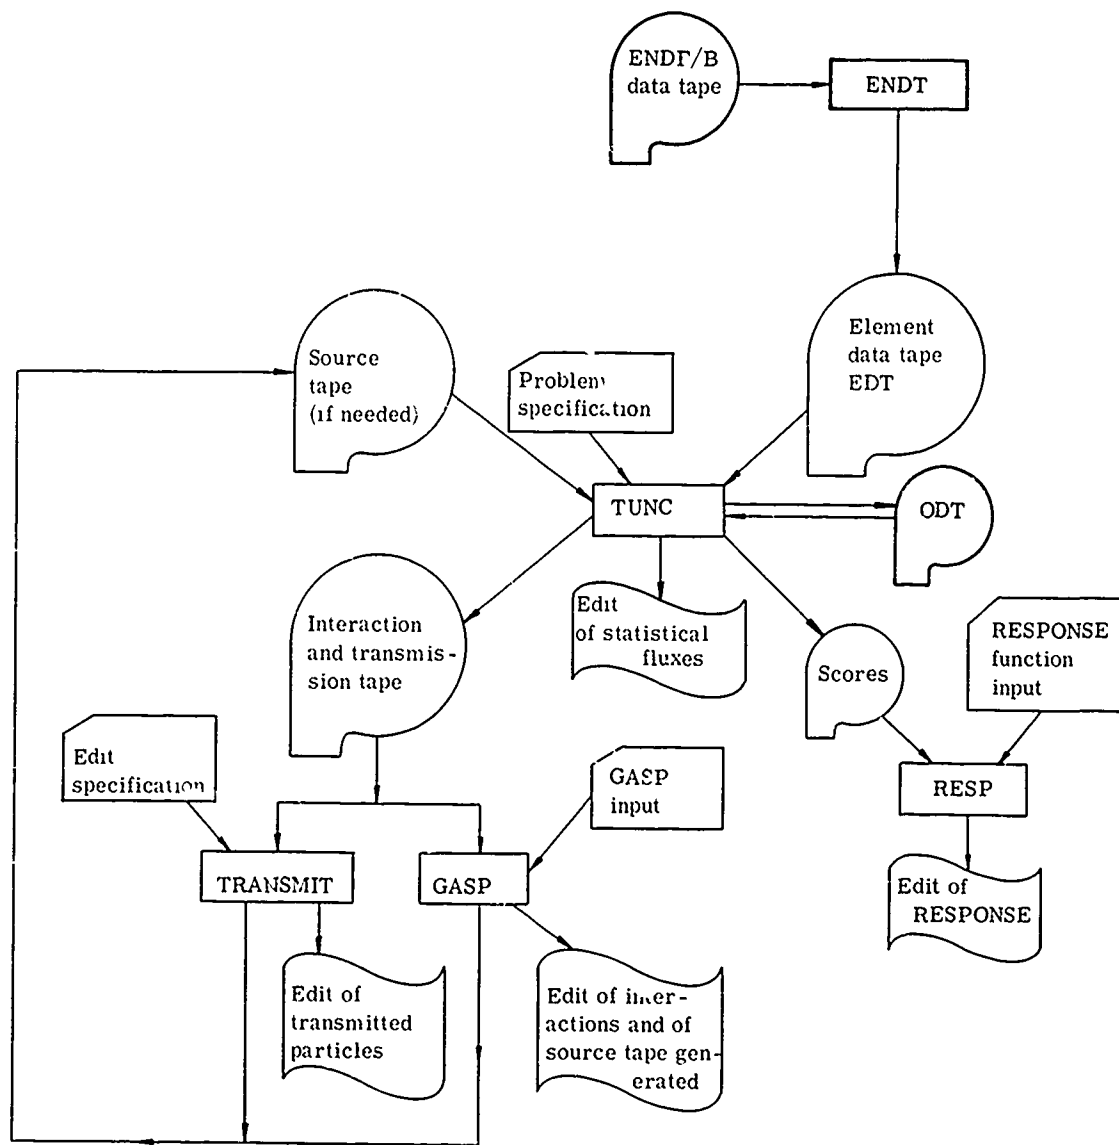 ENDF/B
data tape
ENDT
Element
data tape
EDT
Source
tape
(if needed)
Problem
specification
TUNC
ODT
Interaction
and transmis-
sion tape
Edit
of statistical
fluxes
Scores
RESPONSE
function
input
Edit
specification
GASP
input
RESP
TRANSMIT
GASP
Edit of
RESPONSE
Edit of
transmitted
particles
Edit of inter-
actions and of
source tape gen-
erated